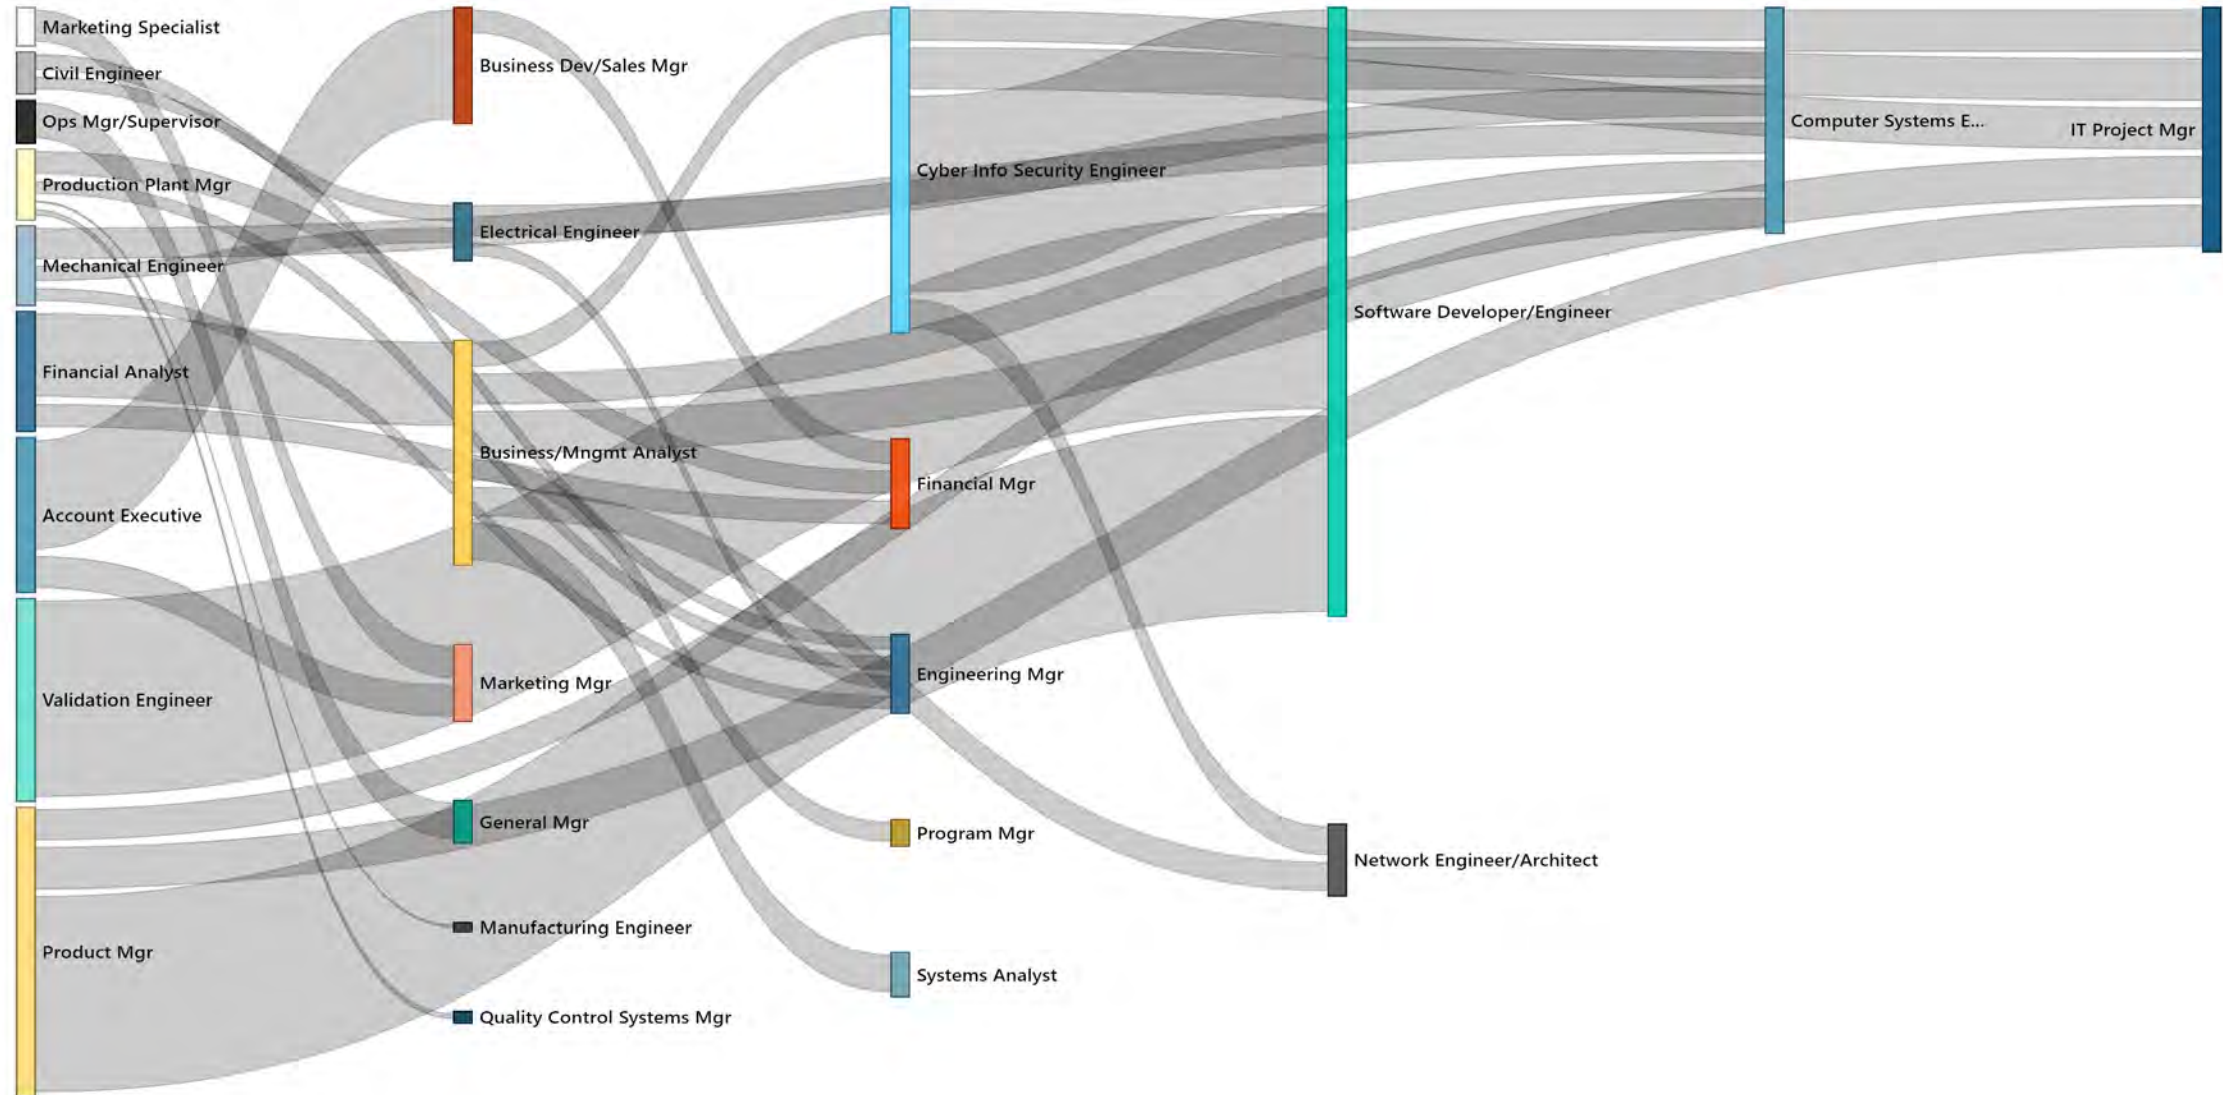 Marketing Specialist
Civil Engineer
Ops Mgr/Supervisor
Production Plant Mgr
Mechanical Engineer
Financial Analyst
Account Executive
Validation Engineer
Product Mgr
Business Dev/Sales Mgr
Electrical Engineer
Business/Mngmt Analyst
Marketing Mgr
General Mgr
Manufacturing Engineer
Quality Control Systems Mgr
Cyber Info Security Engineer
Financial Mgr
Engineering Mgr
Program Mgr
Systems Analyst
Software Developer/Engineer
Network Engineer/Architect
Computer Systems E...
IT Project Mgr